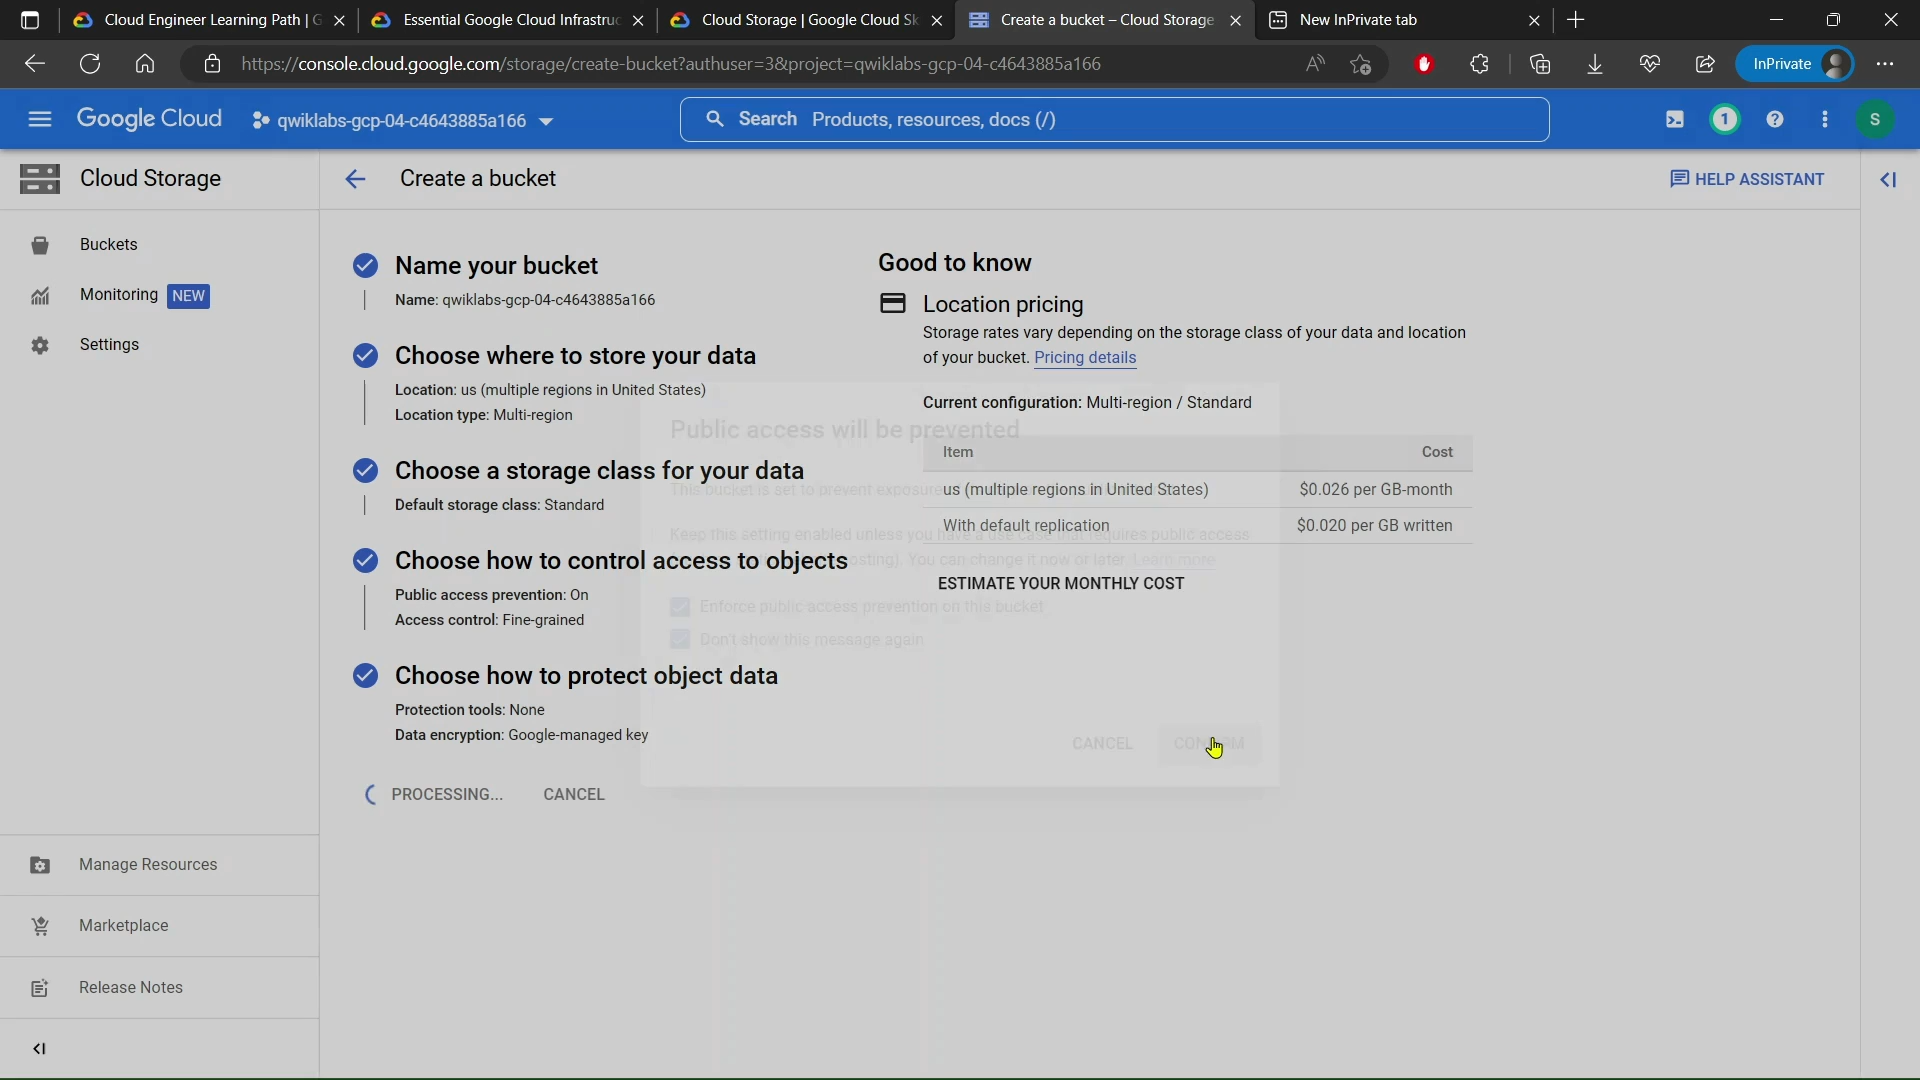 Cloud Engineer Learning Path | G
Essential Google Cloud Infrastruc
Cloud Storage | Google Cloud Sk
Create a bucket – Cloud Storage
New InPrivate tab
https://console.cloud.google.com/storage/create-bucket?authuser=3&project=qwiklabs-gcp-04-c4643885a166
InPrivate
Google Cloud
qwiklabs-gcp-04-c4643885a166
Search Products, resources, docs (/)
1
S
Cloud Storage
Create a bucket
HELP ASSISTANT
Buckets
Monitoring NEW
Settings
Manage Resources
Marketplace
Release Notes
Name your bucket
Name: qwiklabs-gcp-04-c4643885a166
Choose where to store your data
Location: us (multiple regions in United States)
Location type: Multi-region
Choose a storage class for your data
Default storage class: Standard
Choose how to control access to objects
Public access prevention: On
Access control: Fine-grained
Choose how to protect object data
Protection tools: None
Data encryption: Google-managed key
PROCESSING...
CANCEL
Good to know
Location pricing
Storage rates vary depending on the storage class of your data and location
of your bucket. Pricing details
Current configuration: Multi-region / Standard
Item Cost
us (multiple regions in United States) $0.026 per GB-month
With default replication $0.020 per GB written
ESTIMATE YOUR MONTHLY COST
Public access will be prevented
This bucket is set to prevent exposure
Keep this setting enabled unless you have a use case that requires public access
You can change it now or later. Learn more
Enforce public access prevention on this bucket
Don't show this message again
CANCEL
CONFIRM